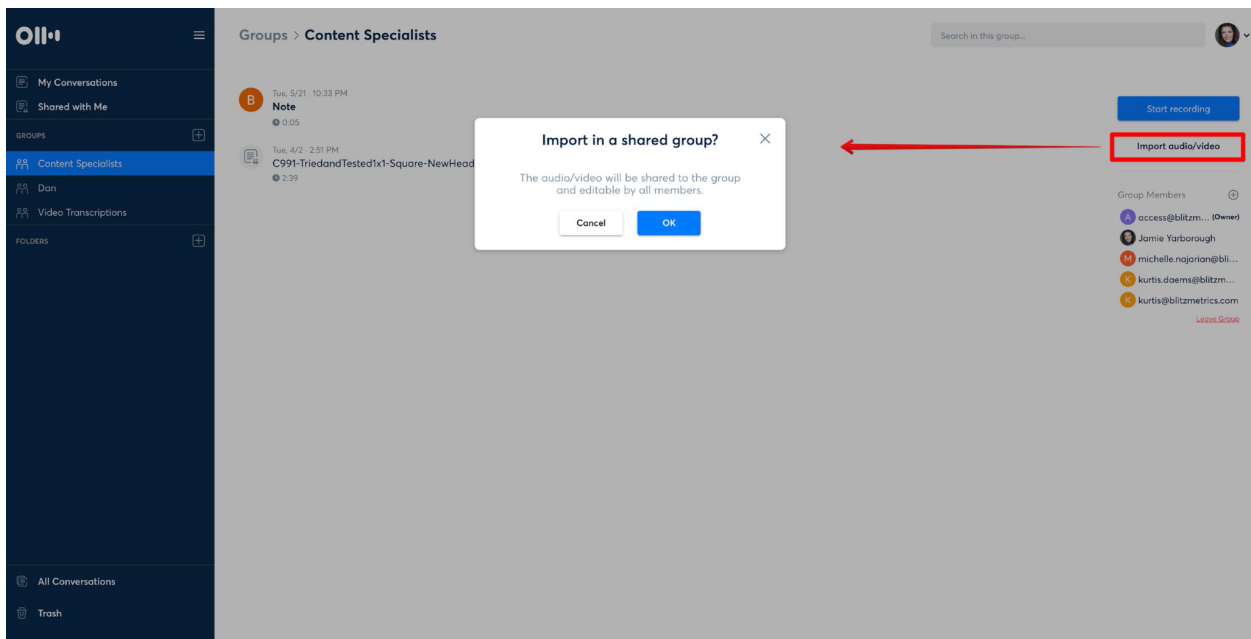 Groups > Content Specialists
Search in this group...
My Conversations
Shared with Me
GROUPS
Content Specialists
Dan
Video Transcriptions
FOLDERS
All Conversations
Trash
B
Tue, 5/21 · 10:33 PM
Note
0:05
Tue, 4/2 · 2:51 PM
C991-TriedandTested1x1-Square-NewHead
2:39
Import in a shared group?
The audio/video will be shared to the group
and editable by all members.
Cancel
OK
Start recording
Import audio/video
Group Members
A access@blitzm... (Owner)
Jamie Yarborough
M michelle.najarian@bli...
K kurtis.daems@blitzm...
K kurtis@blitzmetrics.com
Leave Group